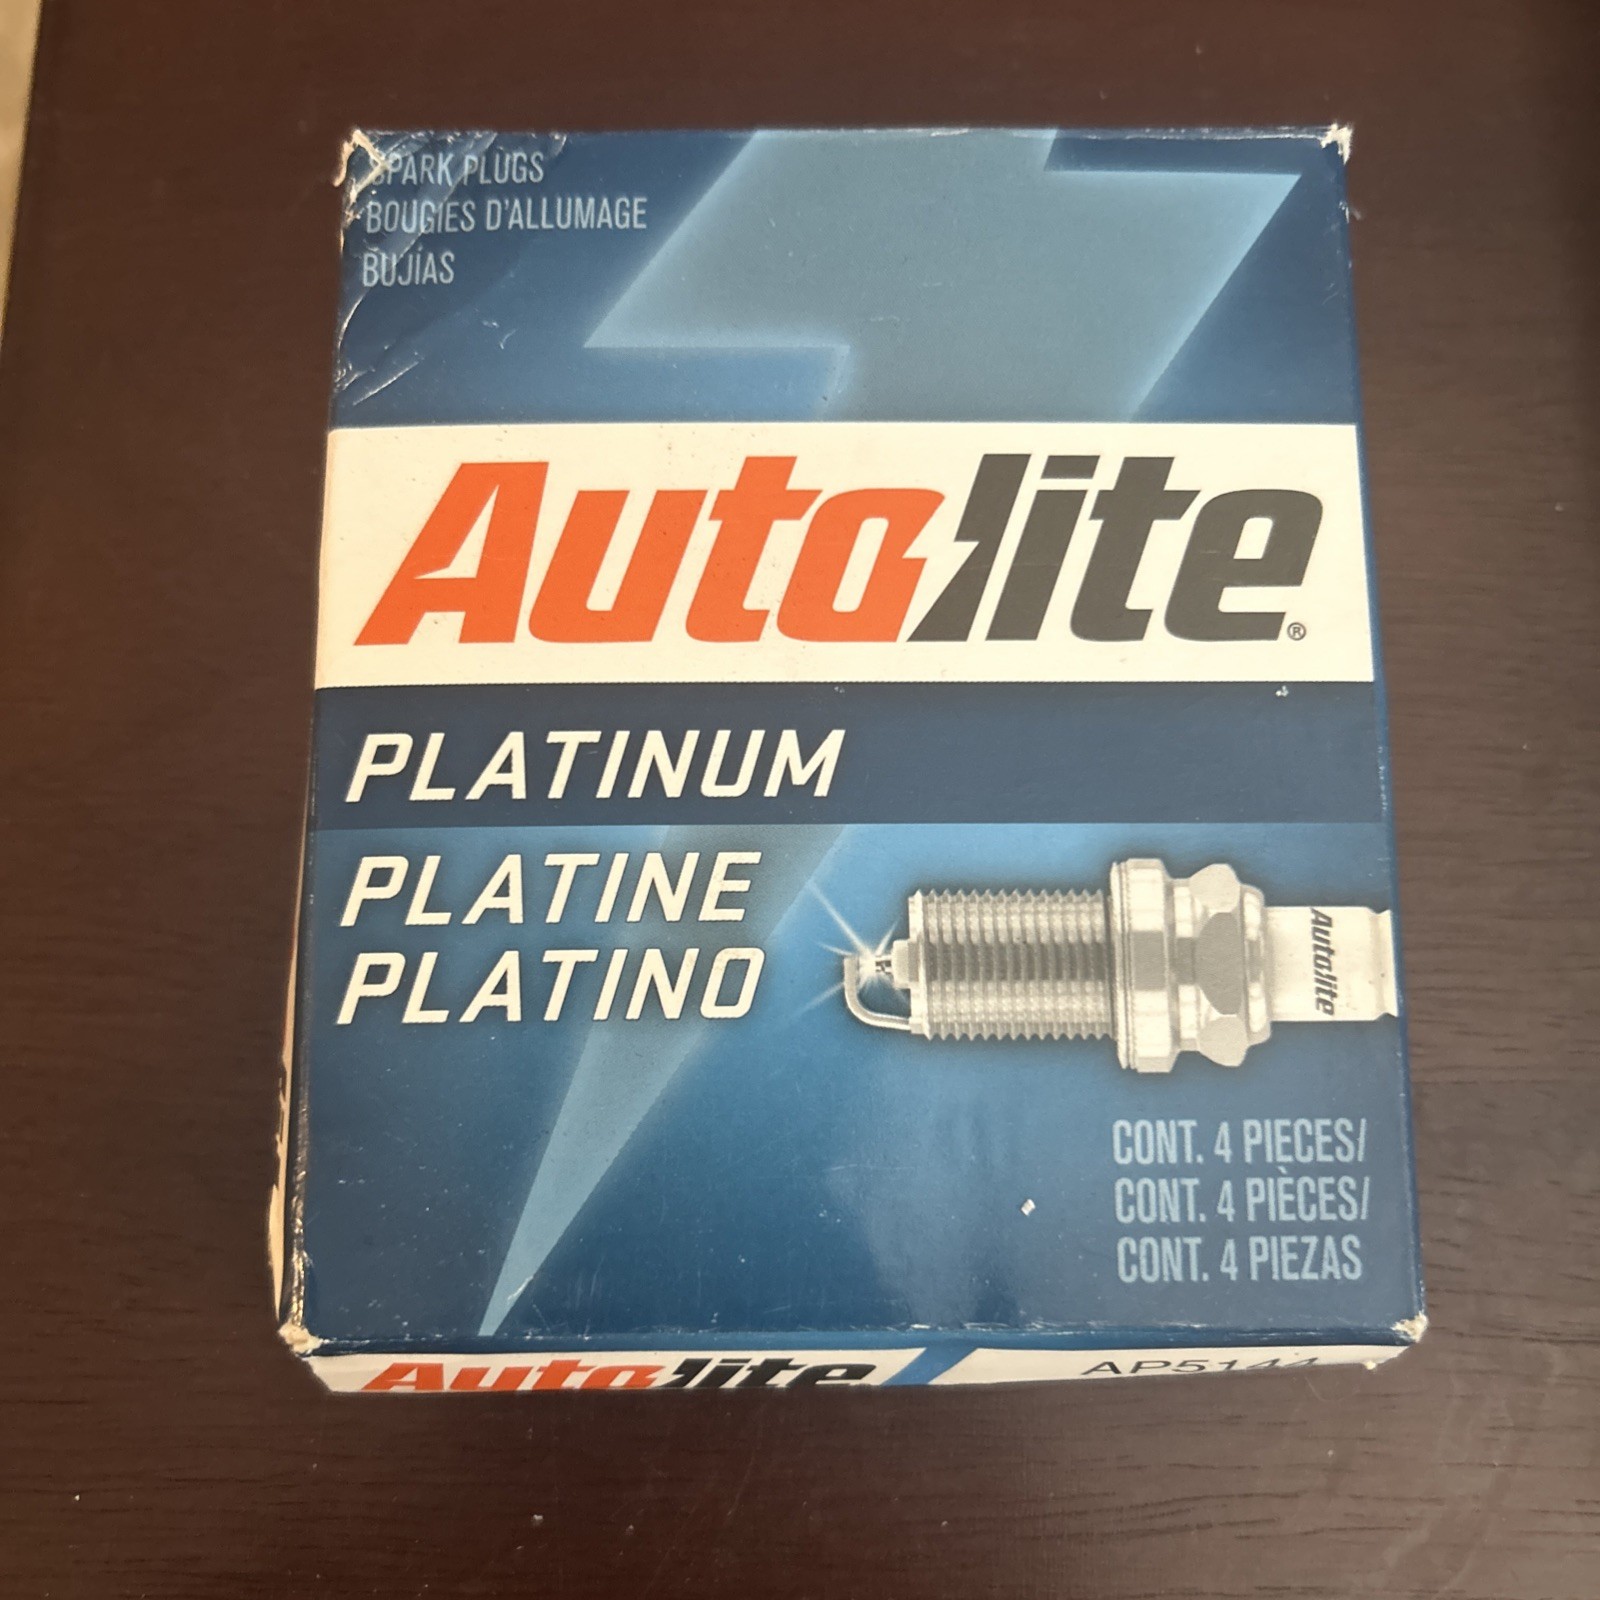 SPARK PLUGS
BOUGIES D'ALLUMAGE
BUJÍAS
Autolite®
PLATINUM
PLATINE
PLATINO
Autolite
CONT. 4 PIECES/
CONT. 4 PIÈCES/
CONT. 4 PIEZAS
Autolite AP5144